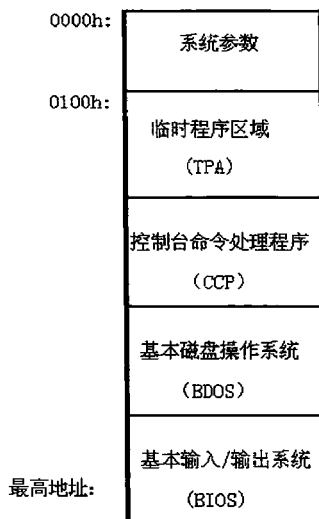 0000h:
系统参数
0100h:
临时程序区域
(TPA)
控制台命令处理程序
(CCP)
基本磁盘操作系统
(BDOS)
基本输入/输出系统
最高地址:
(BIOS)